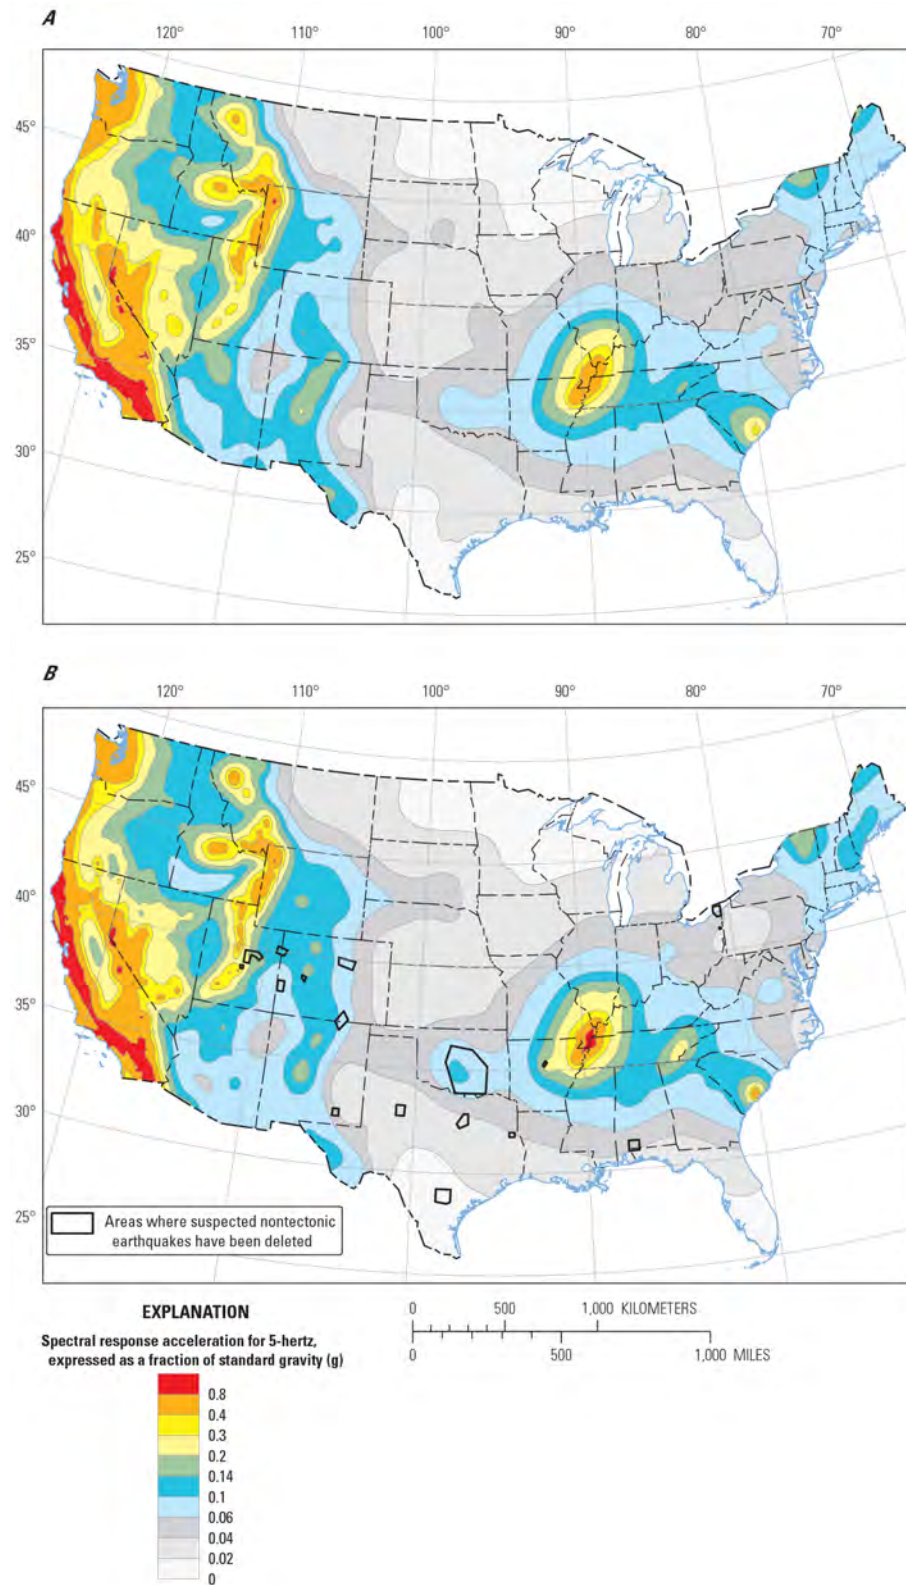 A
120° 110° 100° 90° 80° 70°
45°
40°
35°
30°
25°
B
120° 110° 100° 90° 80° 70°
45°
40°
35°
30°
25°
Areas where suspected nontectonic
earthquakes have been deleted
EXPLANATION
Spectral response acceleration for 5-hertz,
expressed as a fraction of standard gravity (g)
0.8
0.4
0.3
0.2
0.14
0.1
0.06
0.04
0.02
0
0 500 1,000 KILOMETERS
0 500 1,000 MILES